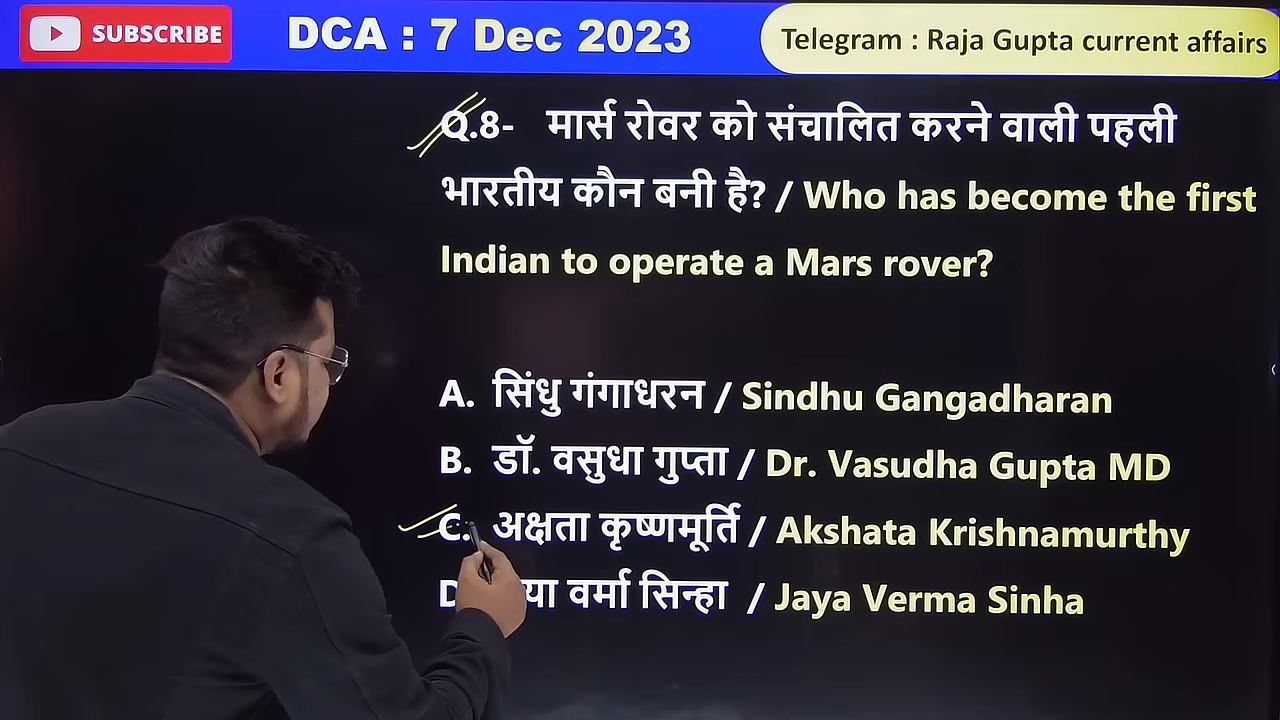 SUBSCRIBE
DCA : 7 Dec 2023
Telegram : Raja Gupta current affairs
Q.8- मार्स रोवर को संचालित करने वाली पहली
भारतीय कौन बनी है? / Who has become the first
Indian to operate a Mars rover?
A. सिंधु गंगाधरन / Sindhu Gangadharan
B. डॉ. वसुधा गुप्ता / Dr. Vasudha Gupta MD
C. अक्षता कृष्णमूर्ति / Akshata Krishnamurthy
वर्मा सिन्हा / Jaya Verma Sinha